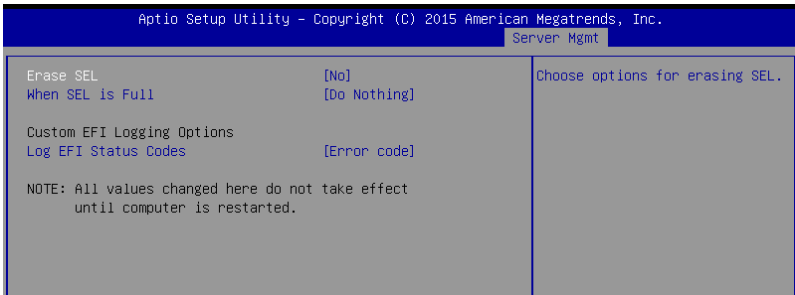 Aptio Setup Utility – Copyright (C) 2015 American Megatrends, Inc.
Server Mgmt
Erase SEL [No]
When SEL is Full [Do Nothing]
Custom EFI Logging Options
Log EFI Status Codes [Error code]
NOTE: All values changed here do not take effect
until computer is restarted.
Choose options for erasing SEL.